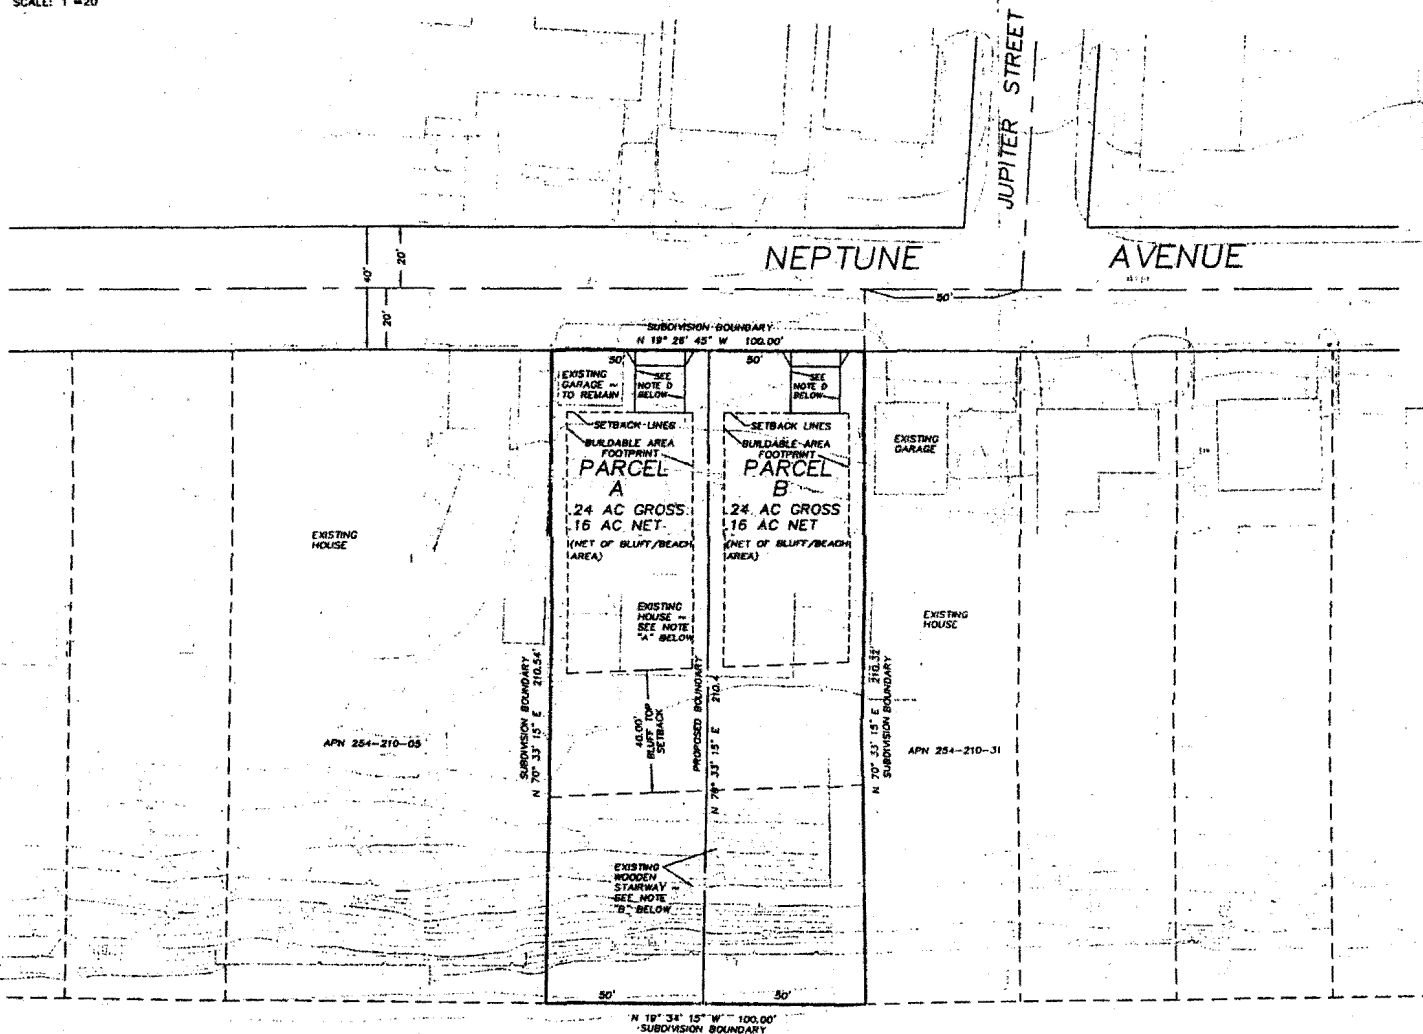 SCALE: 1"=20'
JUPITER STREET
NEPTUNE AVENUE
40'
20'
20'
50'
SUBDIVISION BOUNDARY
N 19° 26' 45" W 100.00'
50'
50'
EXISTING
GARAGE ~
TO REMAIN
SEE
NOTE D
BELOW
SEE
NOTE D
BELOW
SETBACK LINES
BUILDABLE AREA
FOOTPRINT
PARCEL
A
.24 AC GROSS
.16 AC NET
(NET OF BLUFF/BEACH
AREA)
SETBACK LINES
BUILDABLE AREA
FOOTPRINT
PARCEL
B
.24 AC GROSS
.16 AC NET
(NET OF BLUFF/BEACH
AREA)
EXISTING
GARAGE
EXISTING
HOUSE
EXISTING
HOUSE ~
SEE NOTE
"A" BELOW
EXISTING
HOUSE
SUBDIVISION BOUNDARY
N 70° 33' 15" E 210.54'
40.00'
BLUFF TOP
SETBACK
PROPOSED BOUNDARY
N 70° 33' 15" E 210.4
N 70° 33' 15" E 210.32'
SUBDIVISION BOUNDARY
APN 254-210-05
APN 254-210-31
EXISTING
WOODEN
STAIRWAY ~
SEE NOTE
"B" BELOW
50'
50'
N 19° 34' 15" W 100.00'
SUBDIVISION BOUNDARY